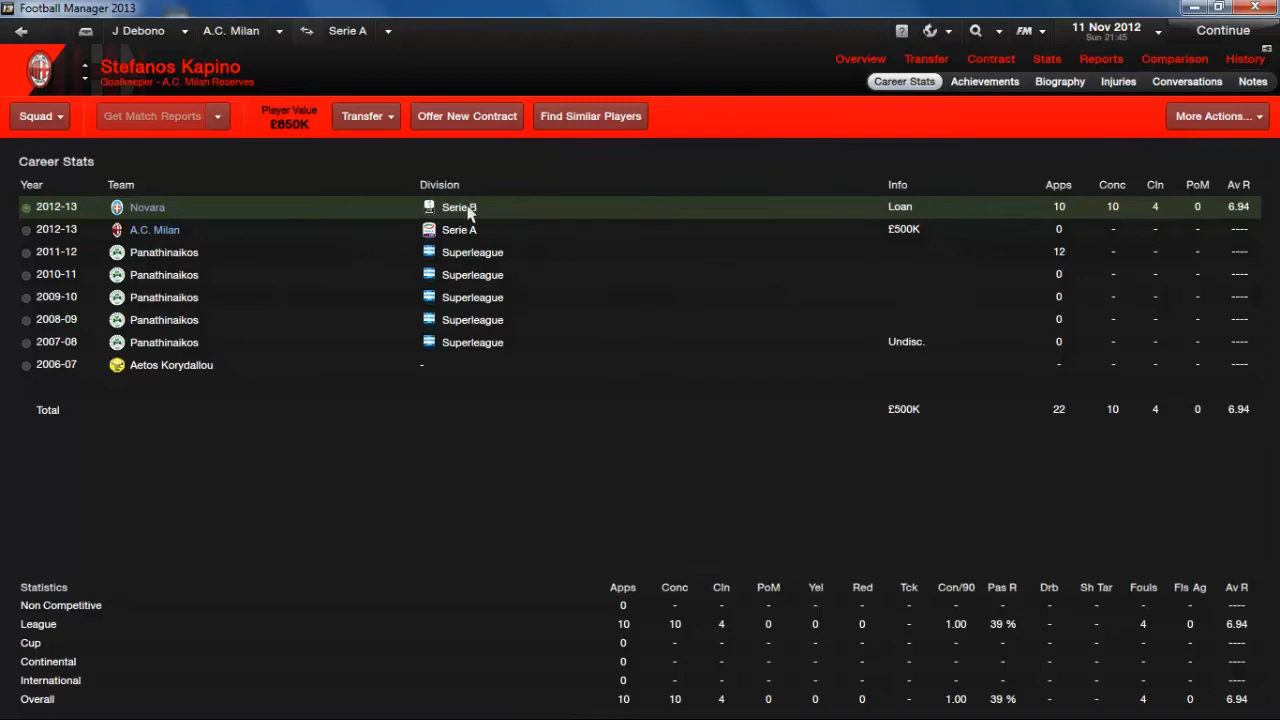 Football Manager 2013
J Debono A.C. Milan Serie A FM 11 Nov 2012 Sun 21:45 Continue
Stefanos Kapino
Goalkeeper - A.C. Milan Reserves
Overview Transfer Contract Stats Reports Comparison History
Career Stats Achievements Biography Injuries Conversations Notes
Squad Get Match Reports Player Value £650K Transfer Offer New Contract Find Similar Players More Actions...
Career Stats
Year Team Division Info Apps Conc Cln PoM Av R
2012-13 Novara Serie B Loan 10 10 4 0 6.94
2012-13 A.C. Milan Serie A £500K 0 - - - ----
2011-12 Panathinaikos Superleague 12 - - - ----
2010-11 Panathinaikos Superleague 0 - - - ----
2009-10 Panathinaikos Superleague 0 - - - ----
2008-09 Panathinaikos Superleague 0 - - - ----
2007-08 Panathinaikos Superleague Undisc. 0 - - - ----
2006-07 Aetos Korydallou - - - - - ----
Total £500K 22 10 4 0 6.94
Statistics Apps Conc Cln PoM Yel Red Tck Con/90 Pas R Drb Sh Tar Fouls Fls Ag Av R
Non Competitive 0 - - - - - - - - - - - - ----
League 10 10 4 0 0 0 - 1.00 39 % - - 4 0 6.94
Cup 0 - - - - - - - - - - - - ----
Continental 0 - - - - - - - - - - - - ----
International 0 - - - - - - - - - - - - ----
Overall 10 10 4 0 0 0 - 1.00 39 % - - 4 0 6.94